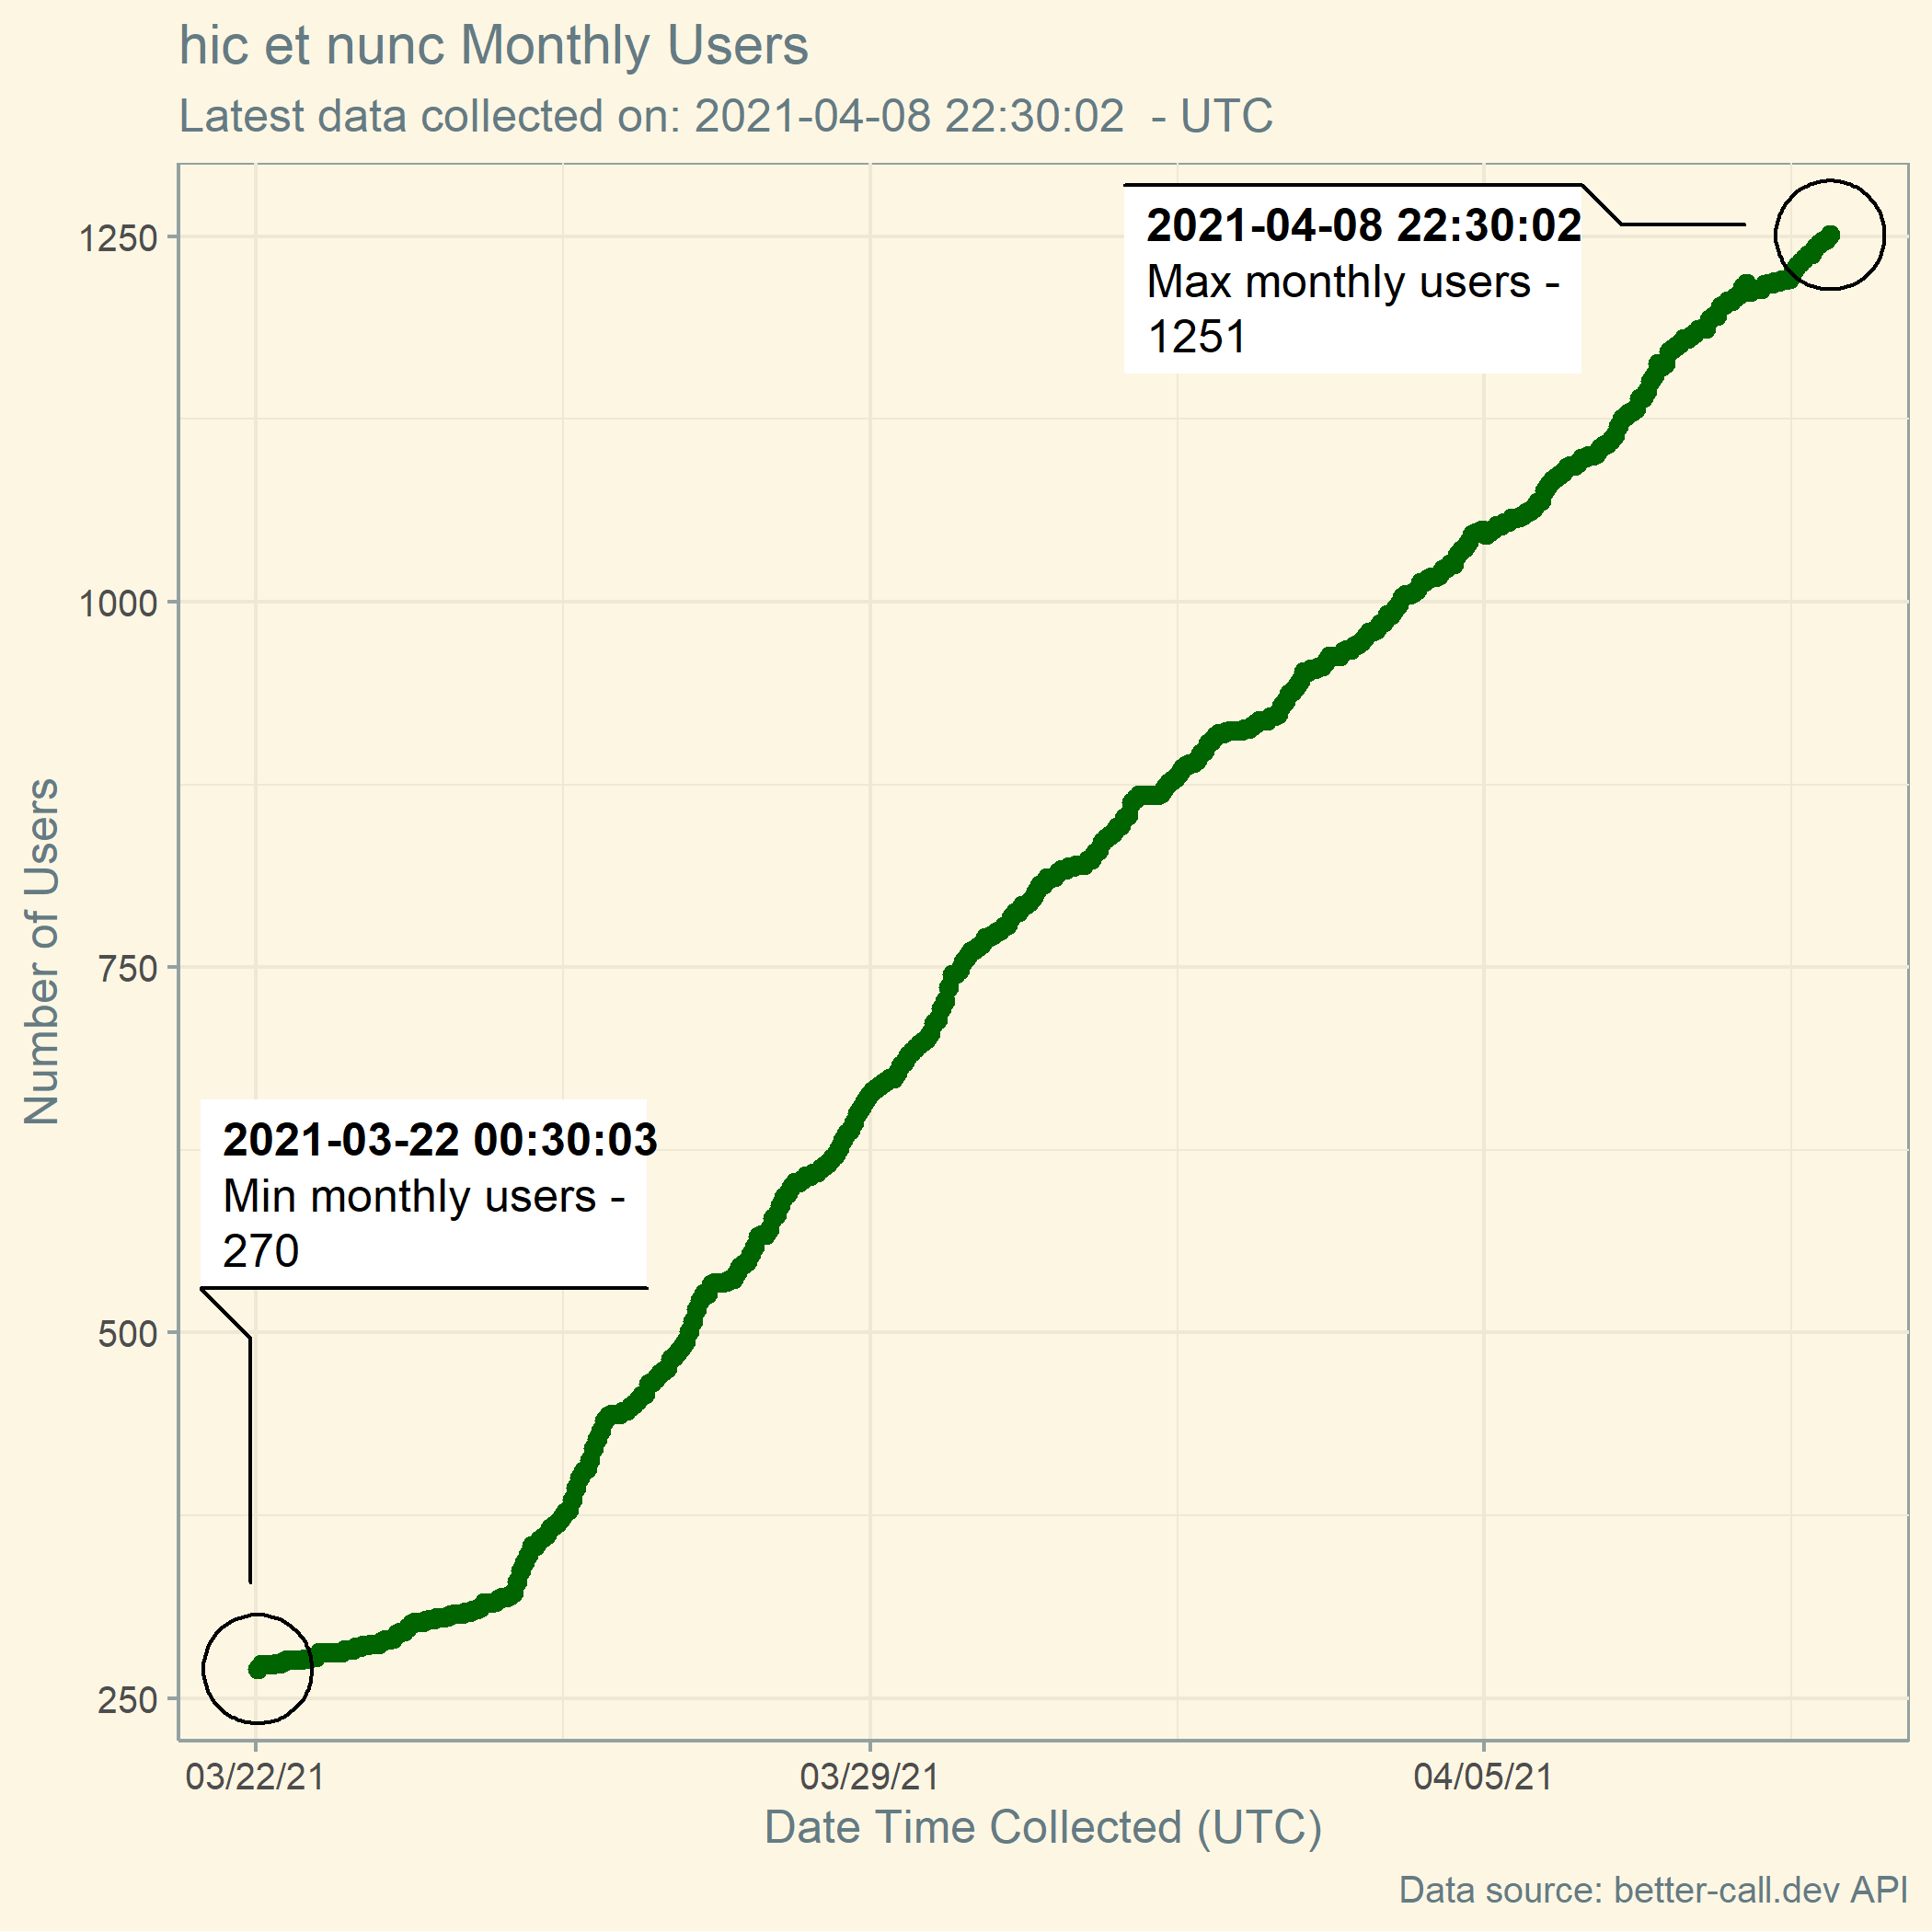 hic et nunc Monthly Users
Latest data collected on: 2021-04-08 22:30:02  - UTC
1250
1000
750
500
250
Number of Users
2021-04-08 22:30:02
Max monthly users -
1251
2021-03-22 00:30:03
Min monthly users -
270
03/22/21
03/29/21
04/05/21
Date Time Collected (UTC)
Data source: better-call.dev API